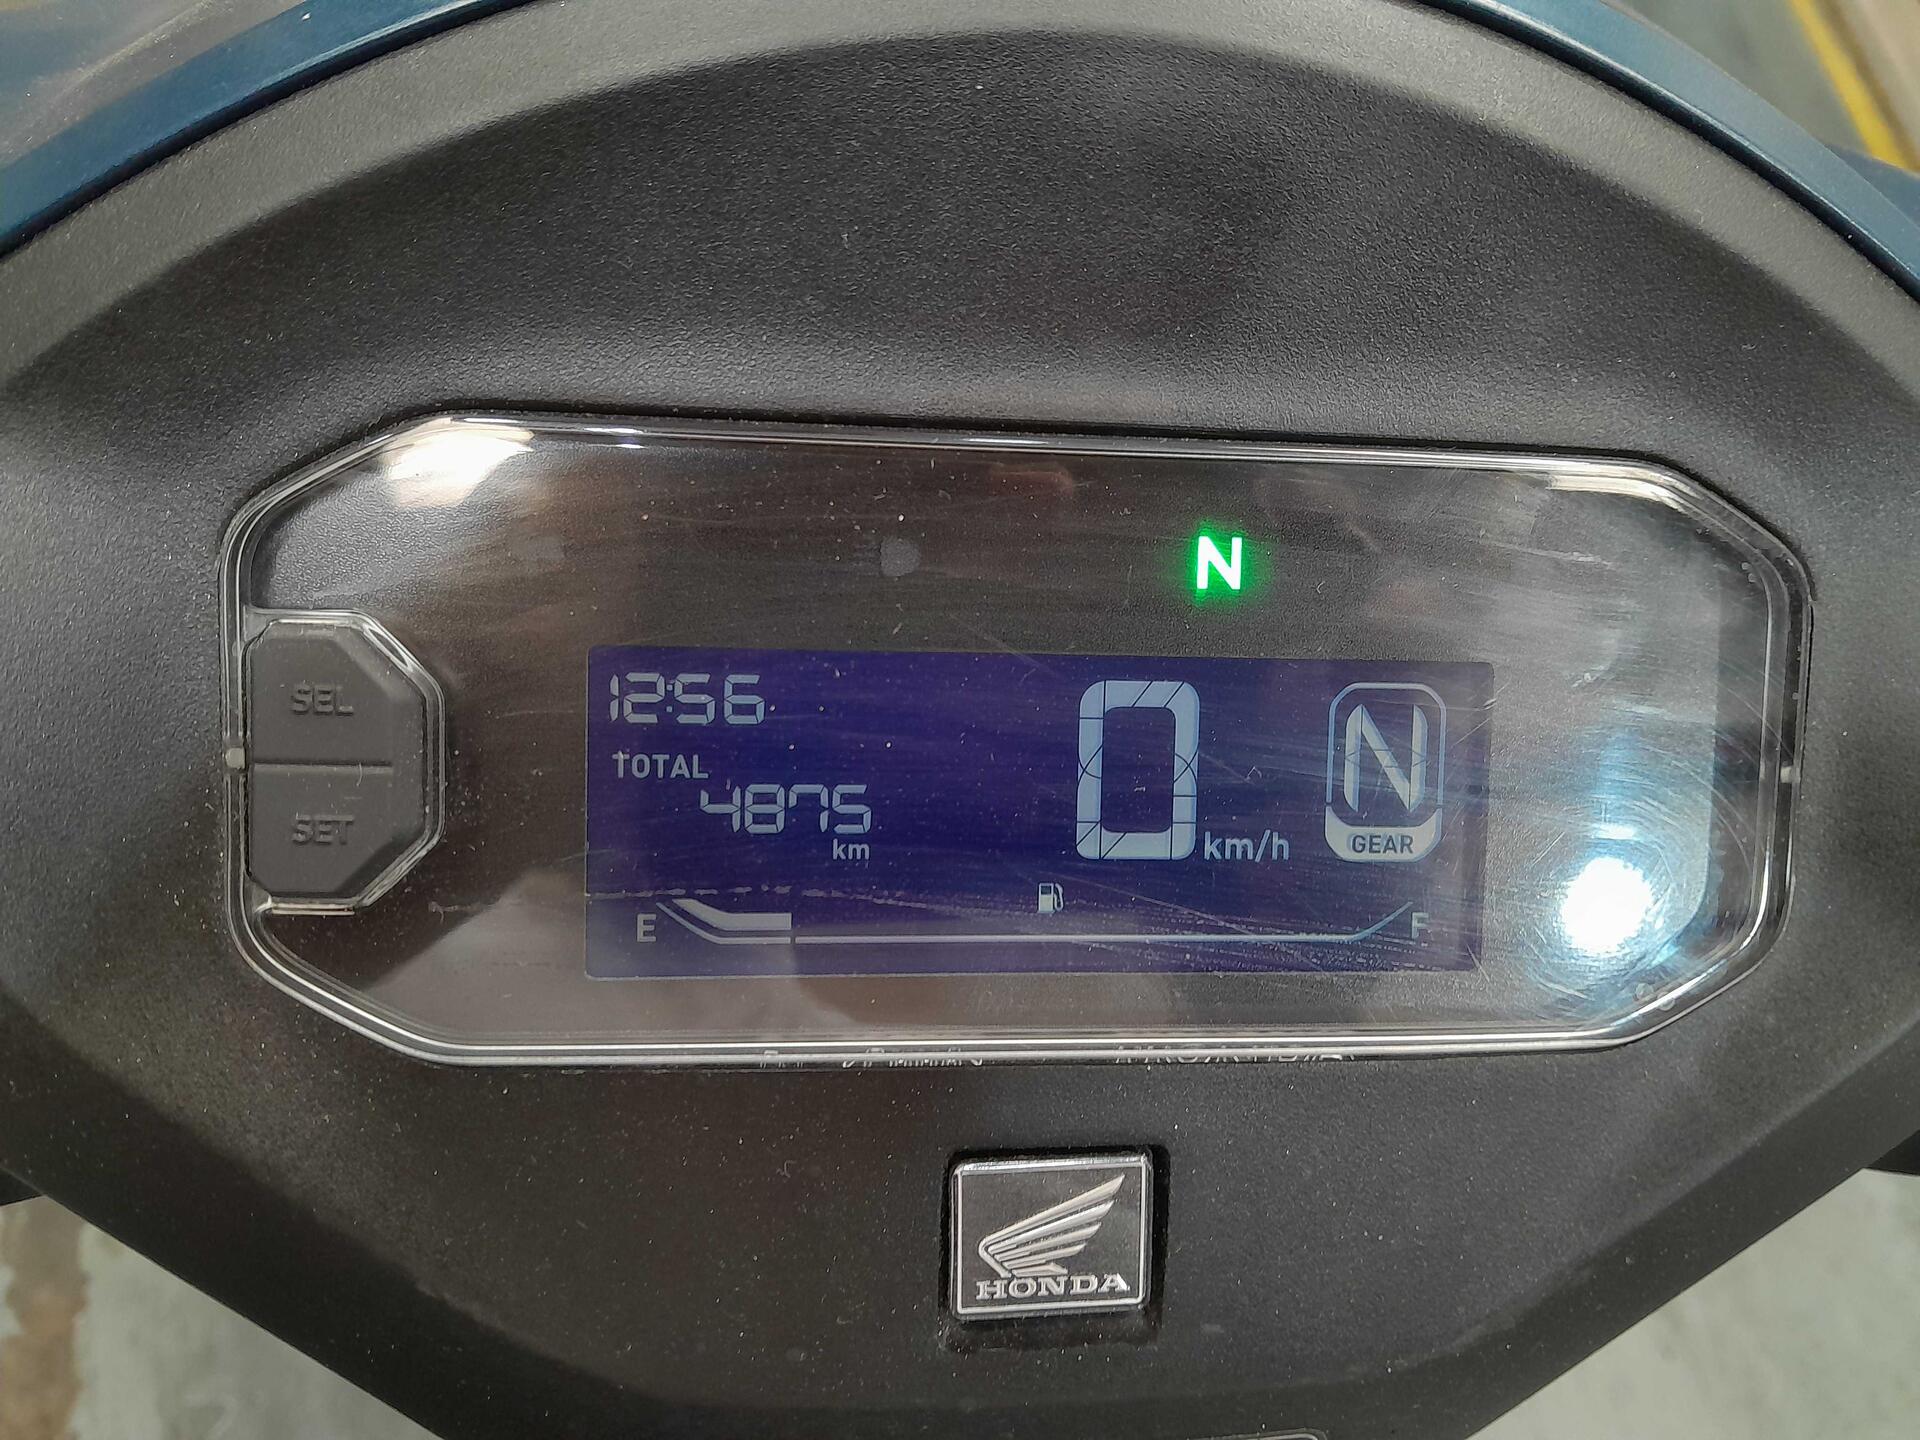 N
SEL
SET
12:56
TOTAL
4875
km
0 km/h
N
GEAR
E
F
HONDA